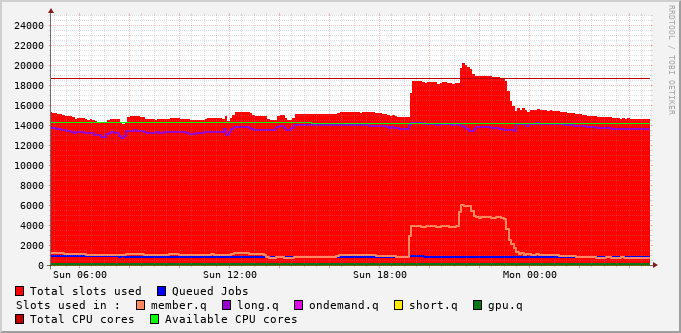 RRDTOOL / TOBI OETIKER
24000
22000
20000
18000
16000
14000
12000
10000
8000
6000
4000
2000
0
Sun 06:00 Sun 12:00 Sun 18:00 Mon 00:00
Total slots used Queued Jobs
Slots used in : member.q long.q ondemand.q short.q gpu.q
Total CPU cores Available CPU cores